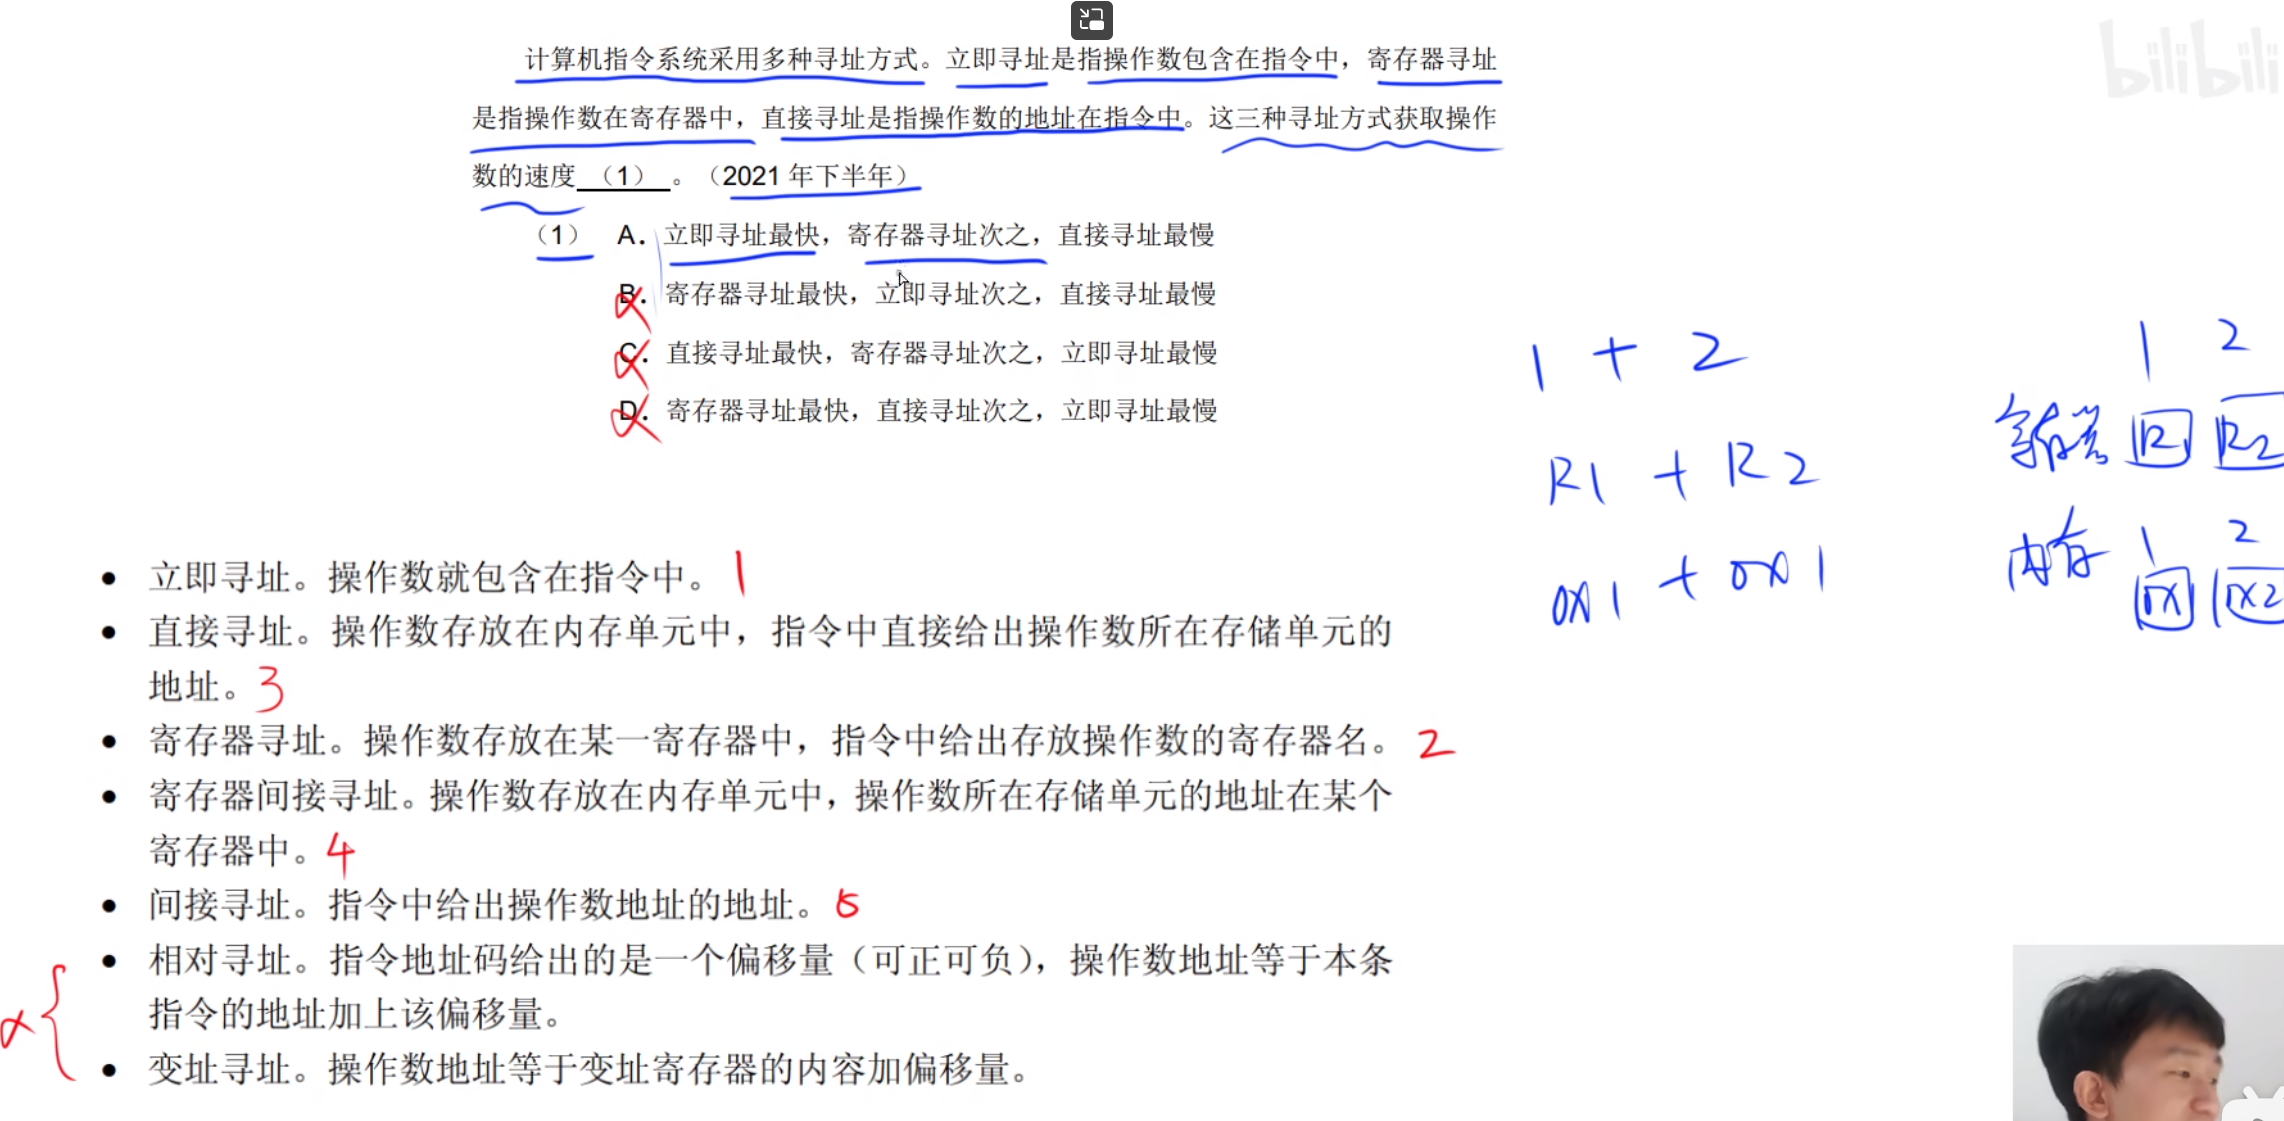 bilibili
计算机指令系统采用多种寻址方式。立即寻址是指操作数包含在指令中，寄存器寻址
是指操作数在寄存器中，直接寻址是指操作数的地址在指令中。这三种寻址方式获取操作
数的速度 （1） 。（2021 年下半年）
（1） A. 立即寻址最快，寄存器寻址次之，直接寻址最慢
B. 寄存器寻址最快，立即寻址次之，直接寻址最慢
C. 直接寻址最快，寄存器寻址次之，立即寻址最慢
D. 寄存器寻址最快，直接寻址次之，立即寻址最慢
1 + 2
R1 + R2
0X1 + 0X1
1 2
寄存器 R1 R2
内存 1 2
0X1 0X2
• 立即寻址。操作数就包含在指令中。 1
• 直接寻址。操作数存放在内存单元中，指令中直接给出操作数所在存储单元的
地址。 3
• 寄存器寻址。操作数存放在某一寄存器中，指令中给出存放操作数的寄存器名。 2
• 寄存器间接寻址。操作数存放在内存单元中，操作数所在存储单元的地址在某个
寄存器中。 4
• 间接寻址。指令中给出操作数地址的地址。 5
• 相对寻址。指令地址码给出的是一个偏移量（可正可负），操作数地址等于本条
指令的地址加上该偏移量。
• 变址寻址。操作数地址等于变址寄存器的内容加偏移量。